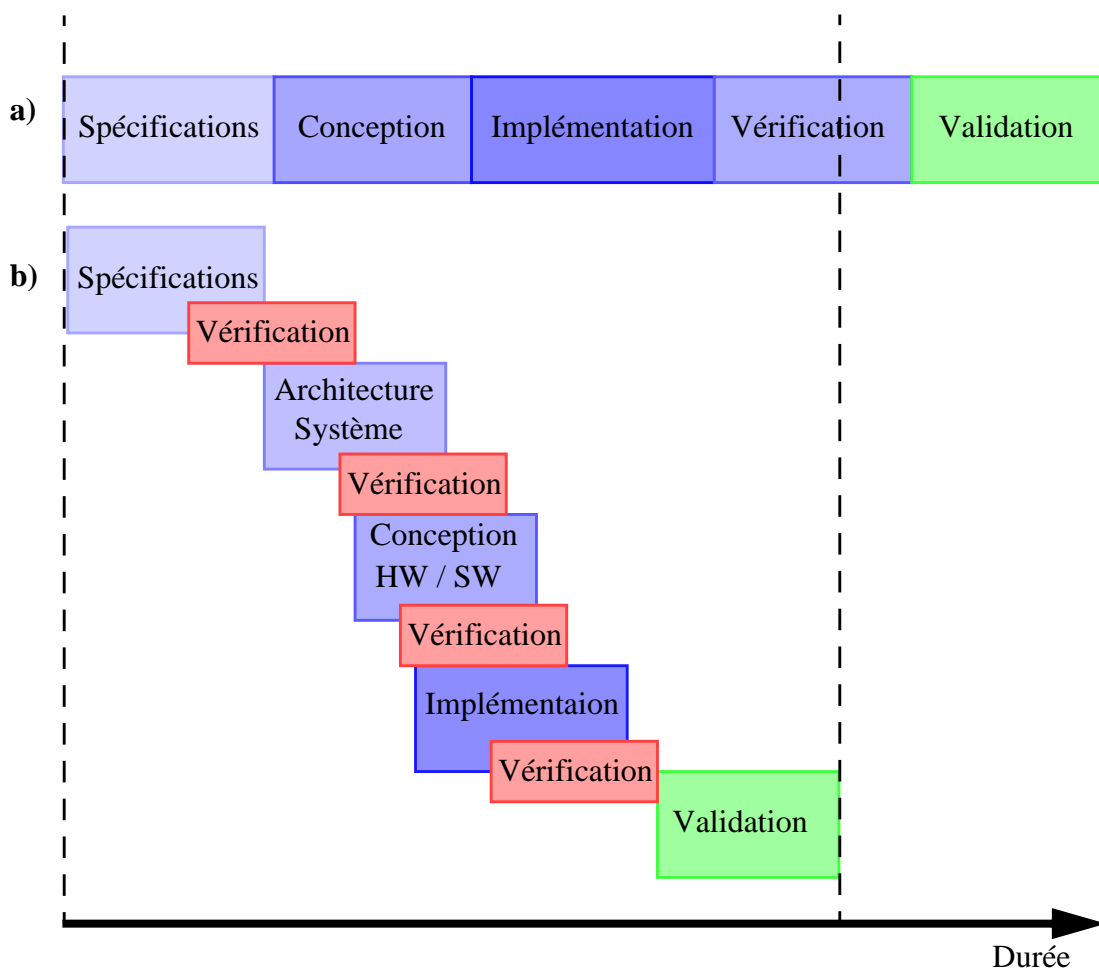 a)
Spécifications
Conception
Implémentation
Vérification
Validation
b)
Spécifications
Vérification
Architecture
Système
Vérification
Conception
HW / SW
Vérification
Implémentaion
Vérification
Validation
Durée